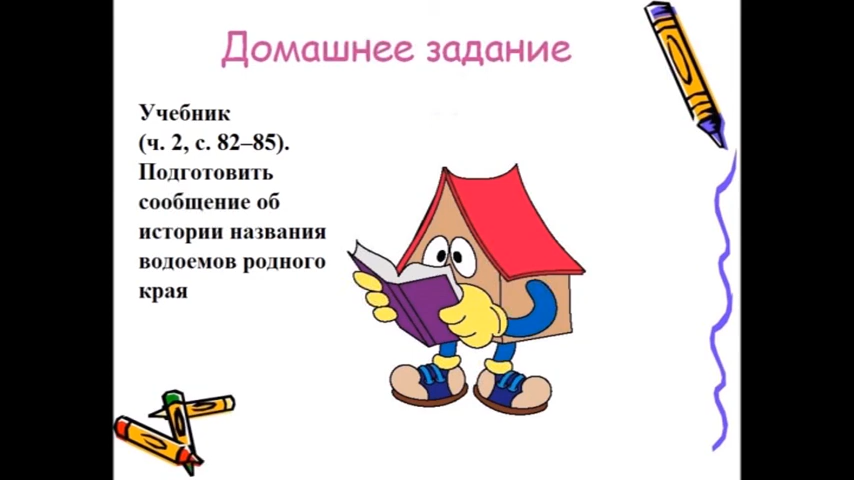 Домашнее задание
Учебник
(ч. 2, с. 82–85).
Подготовить
сообщение об
истории названия
водоемов родного
края